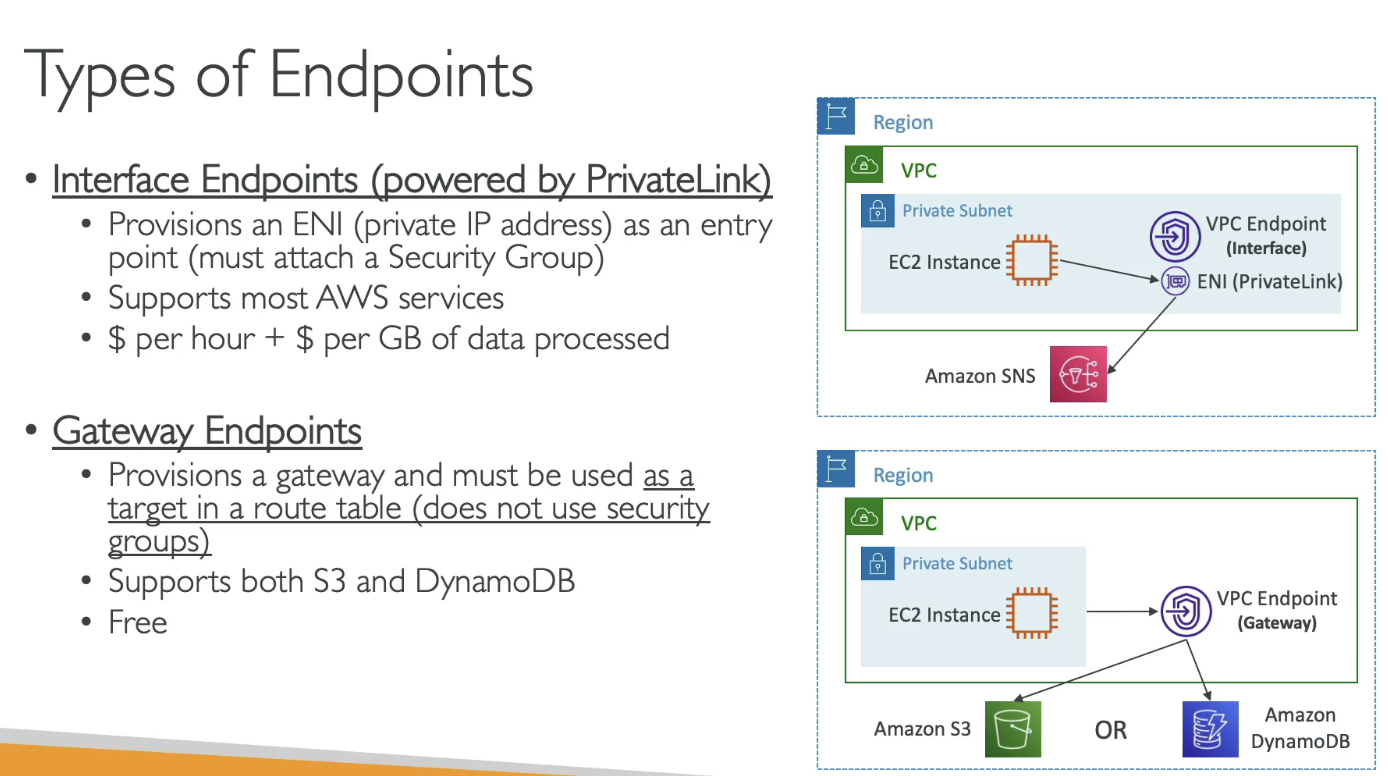 Types of Endpoints
• Interface Endpoints (powered by PrivateLink)
• Provisions an ENI (private IP address) as an entry
point (must attach a Security Group)
• Supports most AWS services
• $ per hour + $ per GB of data processed
• Gateway Endpoints
• Provisions a gateway and must be used as a
target in a route table (does not use security
groups)
• Supports both S3 and DynamoDB
• Free
Region
VPC
Private Subnet
EC2 Instance
VPC Endpoint
(Interface)
ENI (PrivateLink)
Amazon SNS
Region
VPC
Private Subnet
EC2 Instance
VPC Endpoint
(Gateway)
Amazon S3
OR
Amazon
DynamoDB